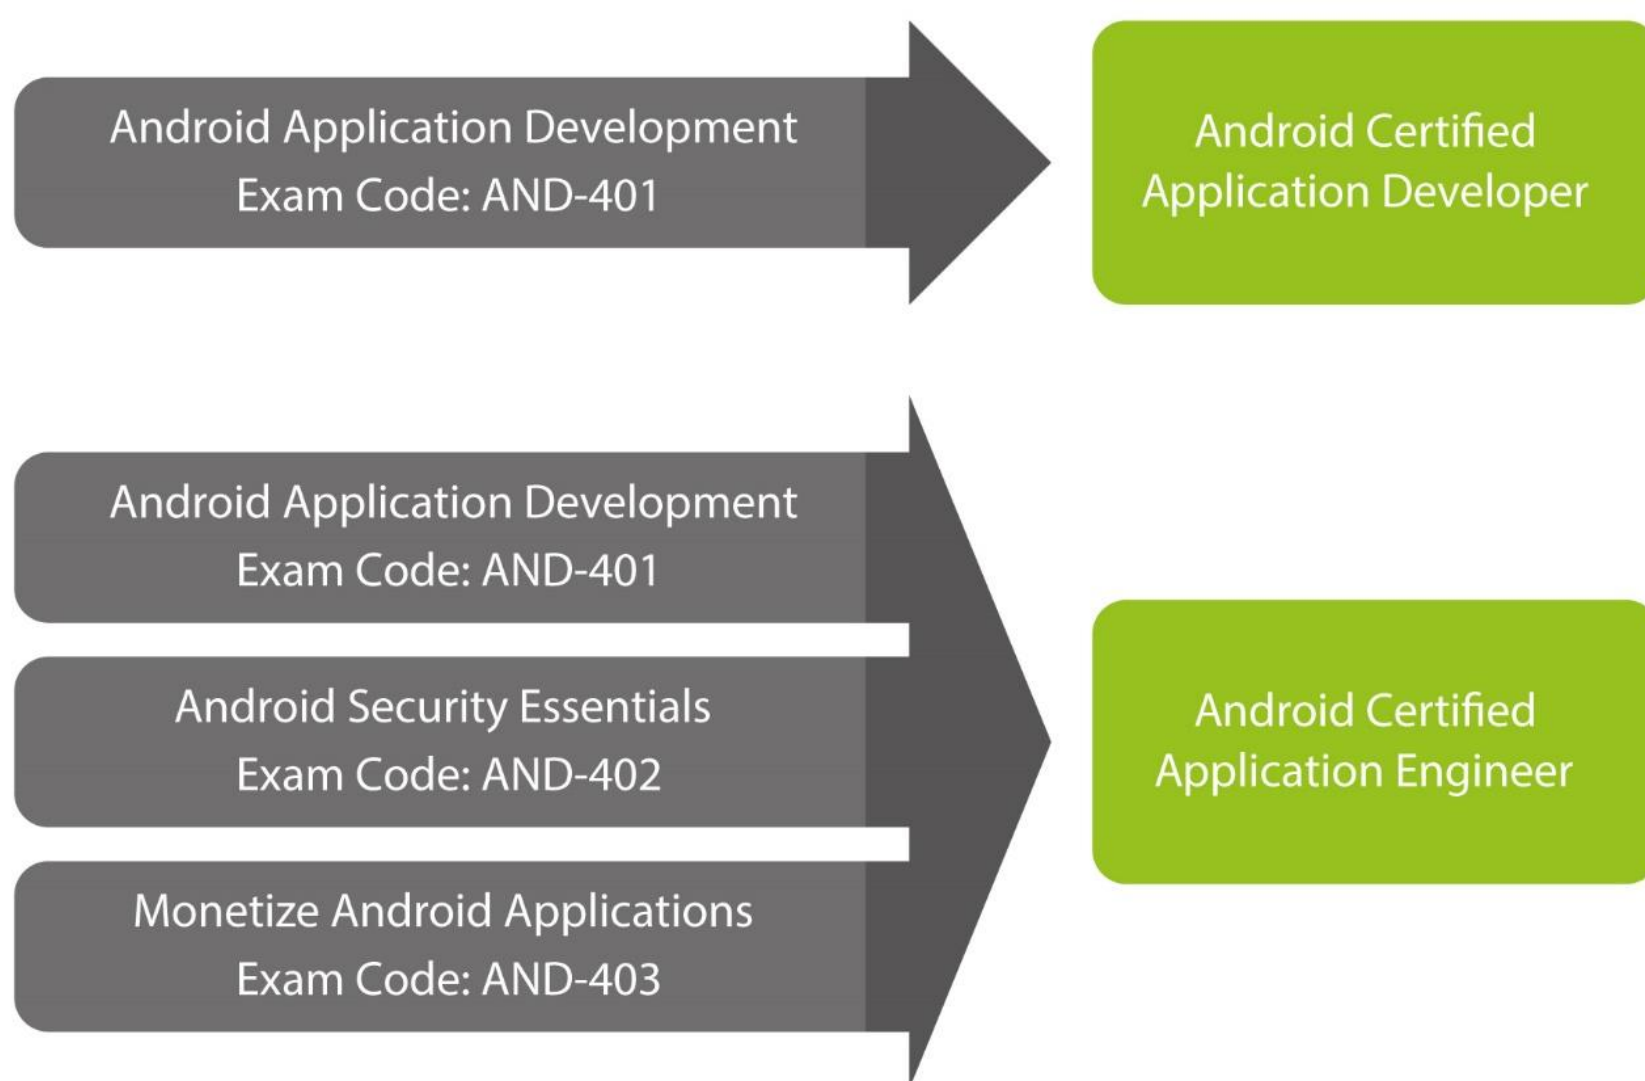 Android Application Development
Exam Code: AND-401
Android Certified
Application Developer
Android Application Development
Exam Code: AND-401
Android Security Essentials
Exam Code: AND-402
Monetize Android Applications
Exam Code: AND-403
Android Certified
Application Engineer